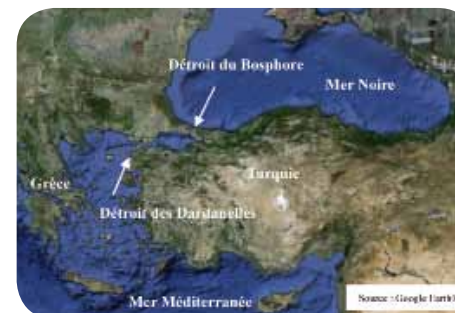 Détroit du Bosphore
Mer Noire
Grèce
Turquie
Détroit des Dardanelles
Mer Méditerranée
Source : Google Earth